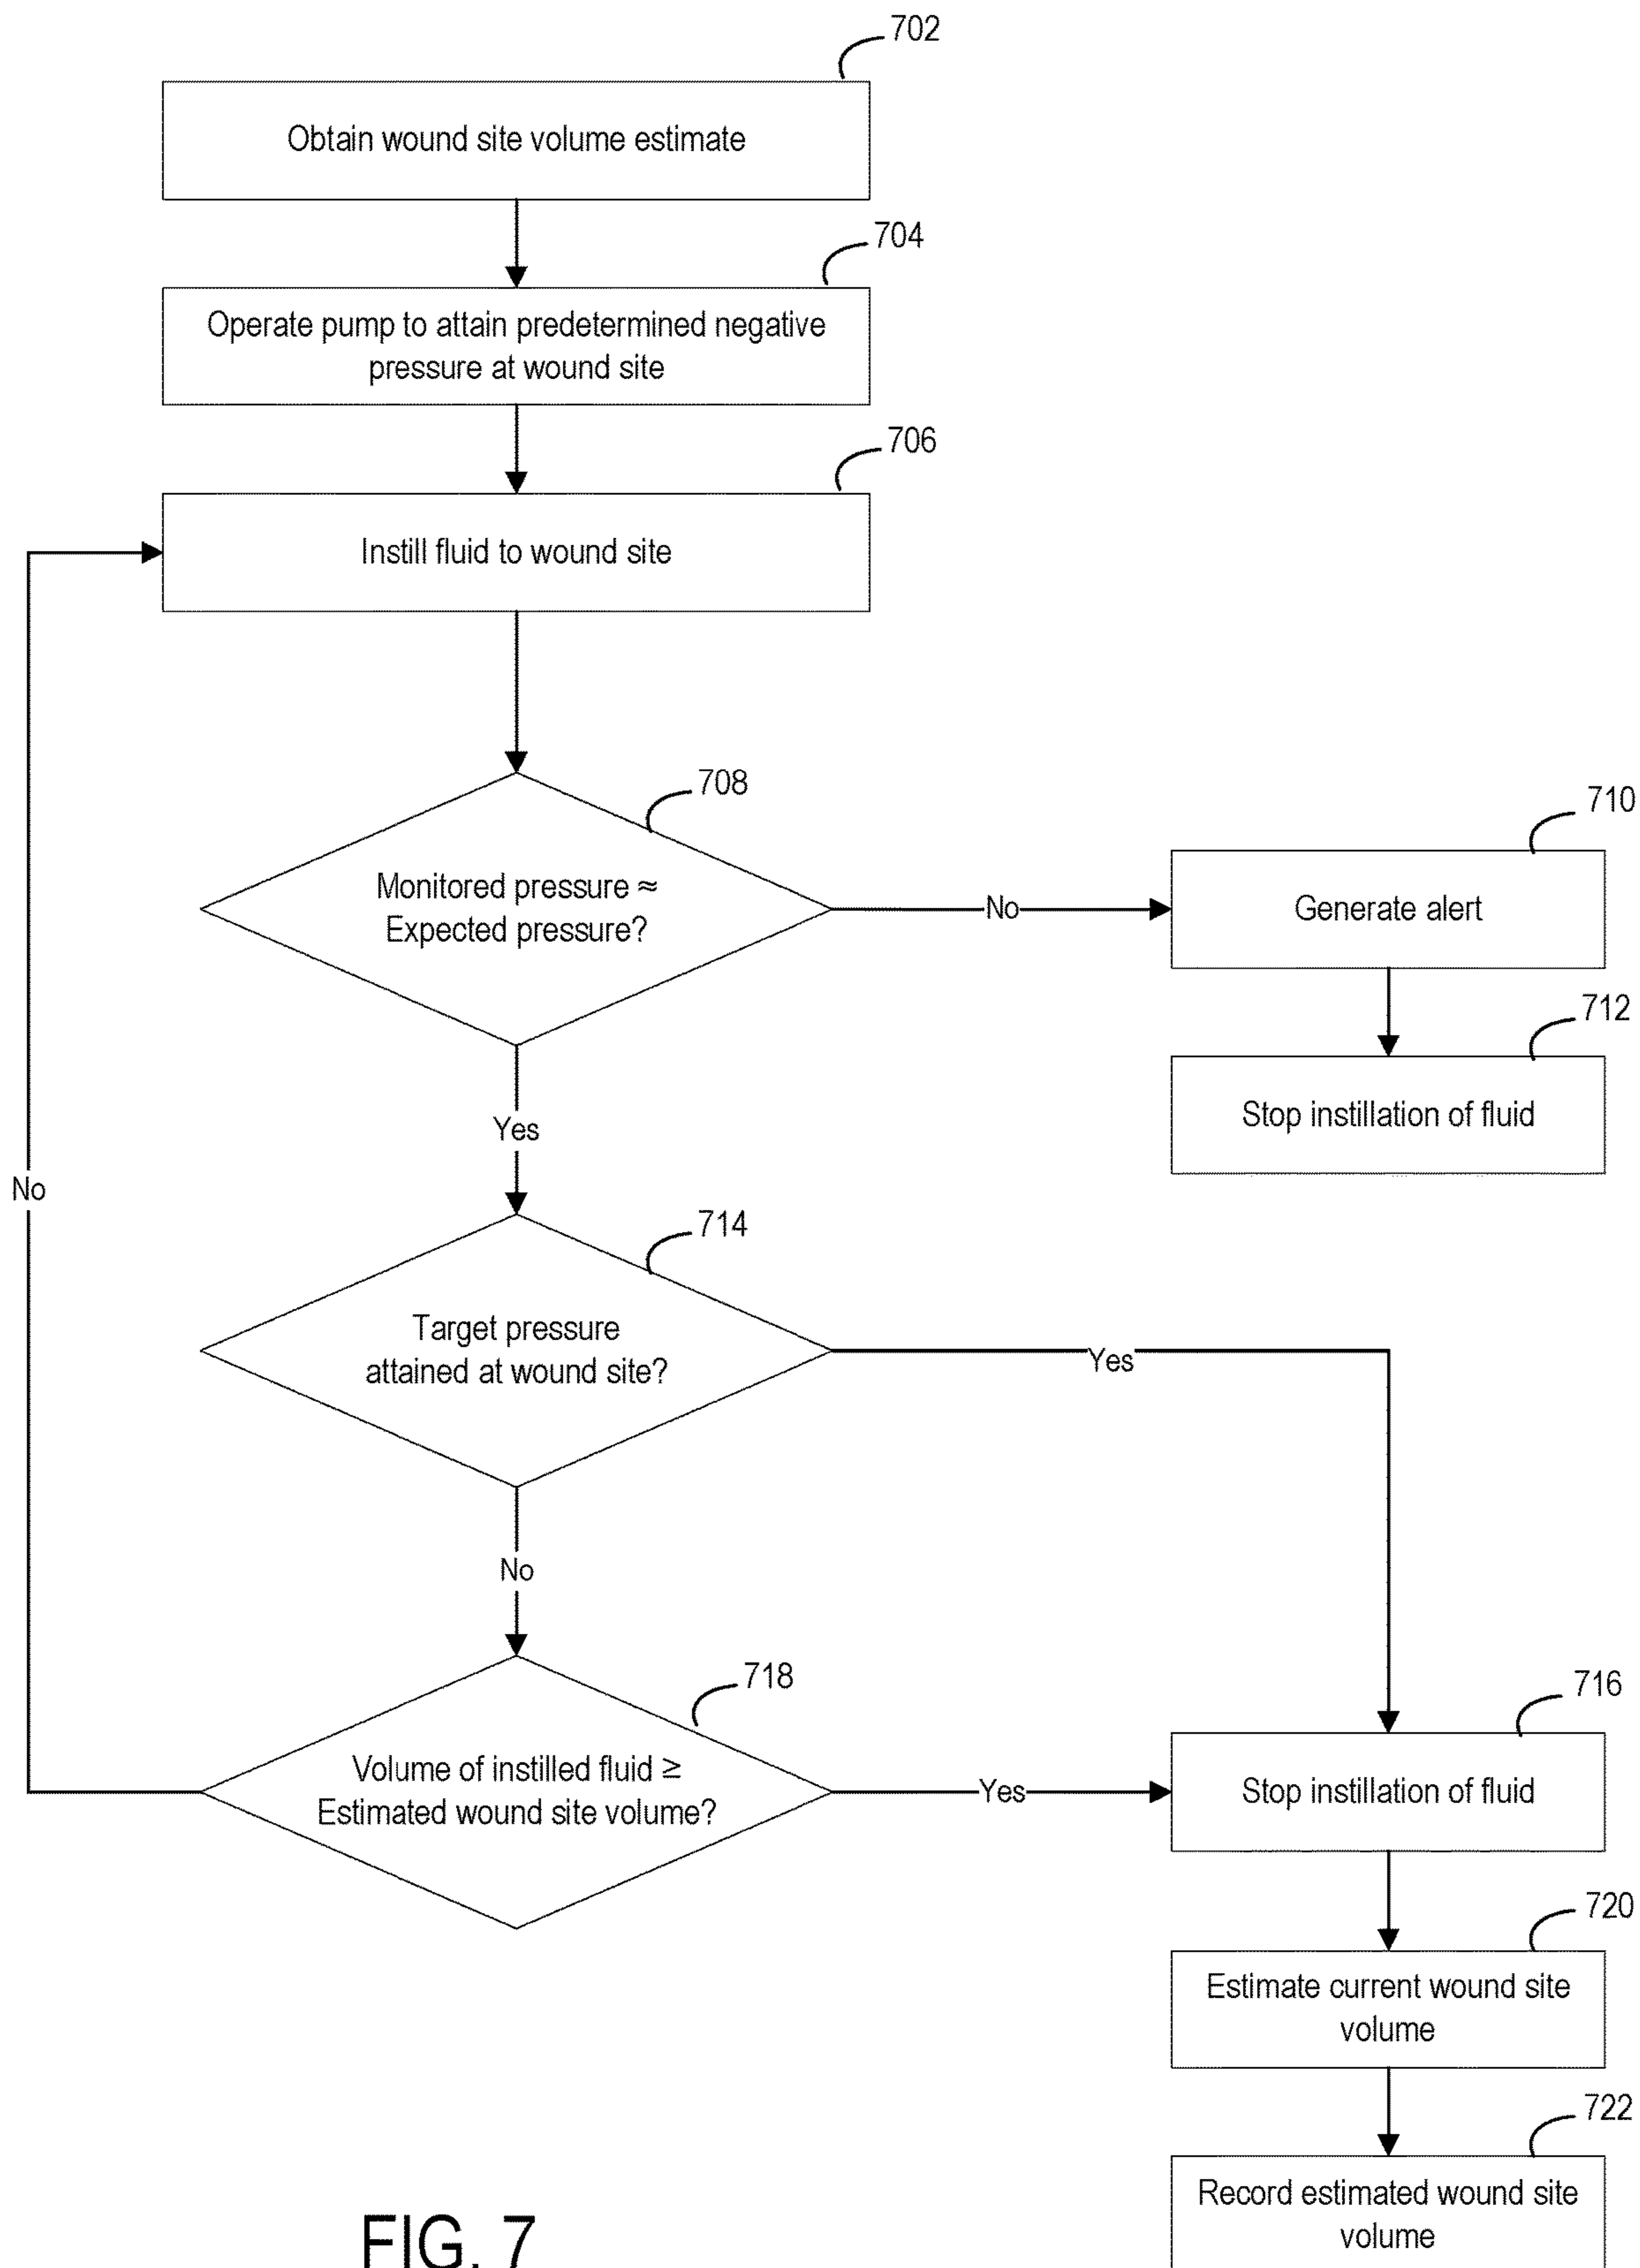 702
Obtain wound site volume estimate
704
Operate pump to attain predetermined negative
pressure at wound site
706
Instill fluid to wound site
708
Monitored pressure ≈
Expected pressure?
No
710
Generate alert
712
Stop instillation of fluid
Yes
No
714
Target pressure
attained at wound site?
Yes
No
718
Volume of instilled fluid ≥
Estimated wound site volume?
Yes
716
Stop instillation of fluid
720
Estimate current wound site
volume
722
Record estimated wound site
volume
FIG. 7